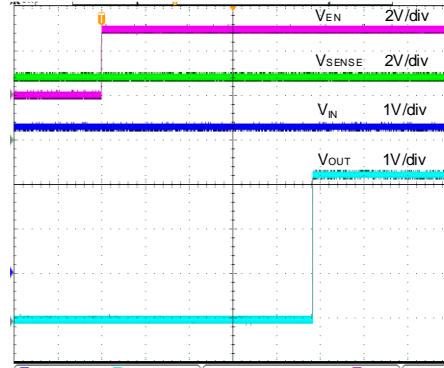 T
VEN 2V/div
VSENSE 2V/div
VIN 1V/div
VOUT 1V/div